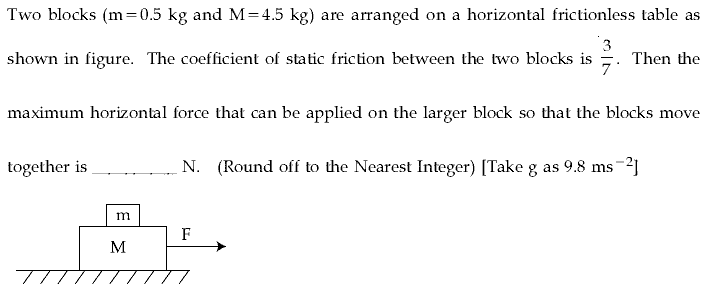 Two blocks (m=0.5 kg and M=4.5 kg) are arranged on a horizontal frictionless table as
shown in figure. The coefficient of static friction between the two blocks is 3/7. Then the
maximum horizontal force that can be applied on the larger block so that the blocks move
together is ________ N. (Round off to the Nearest Integer) [Take g as 9.8 ms⁻²]
m
F
M